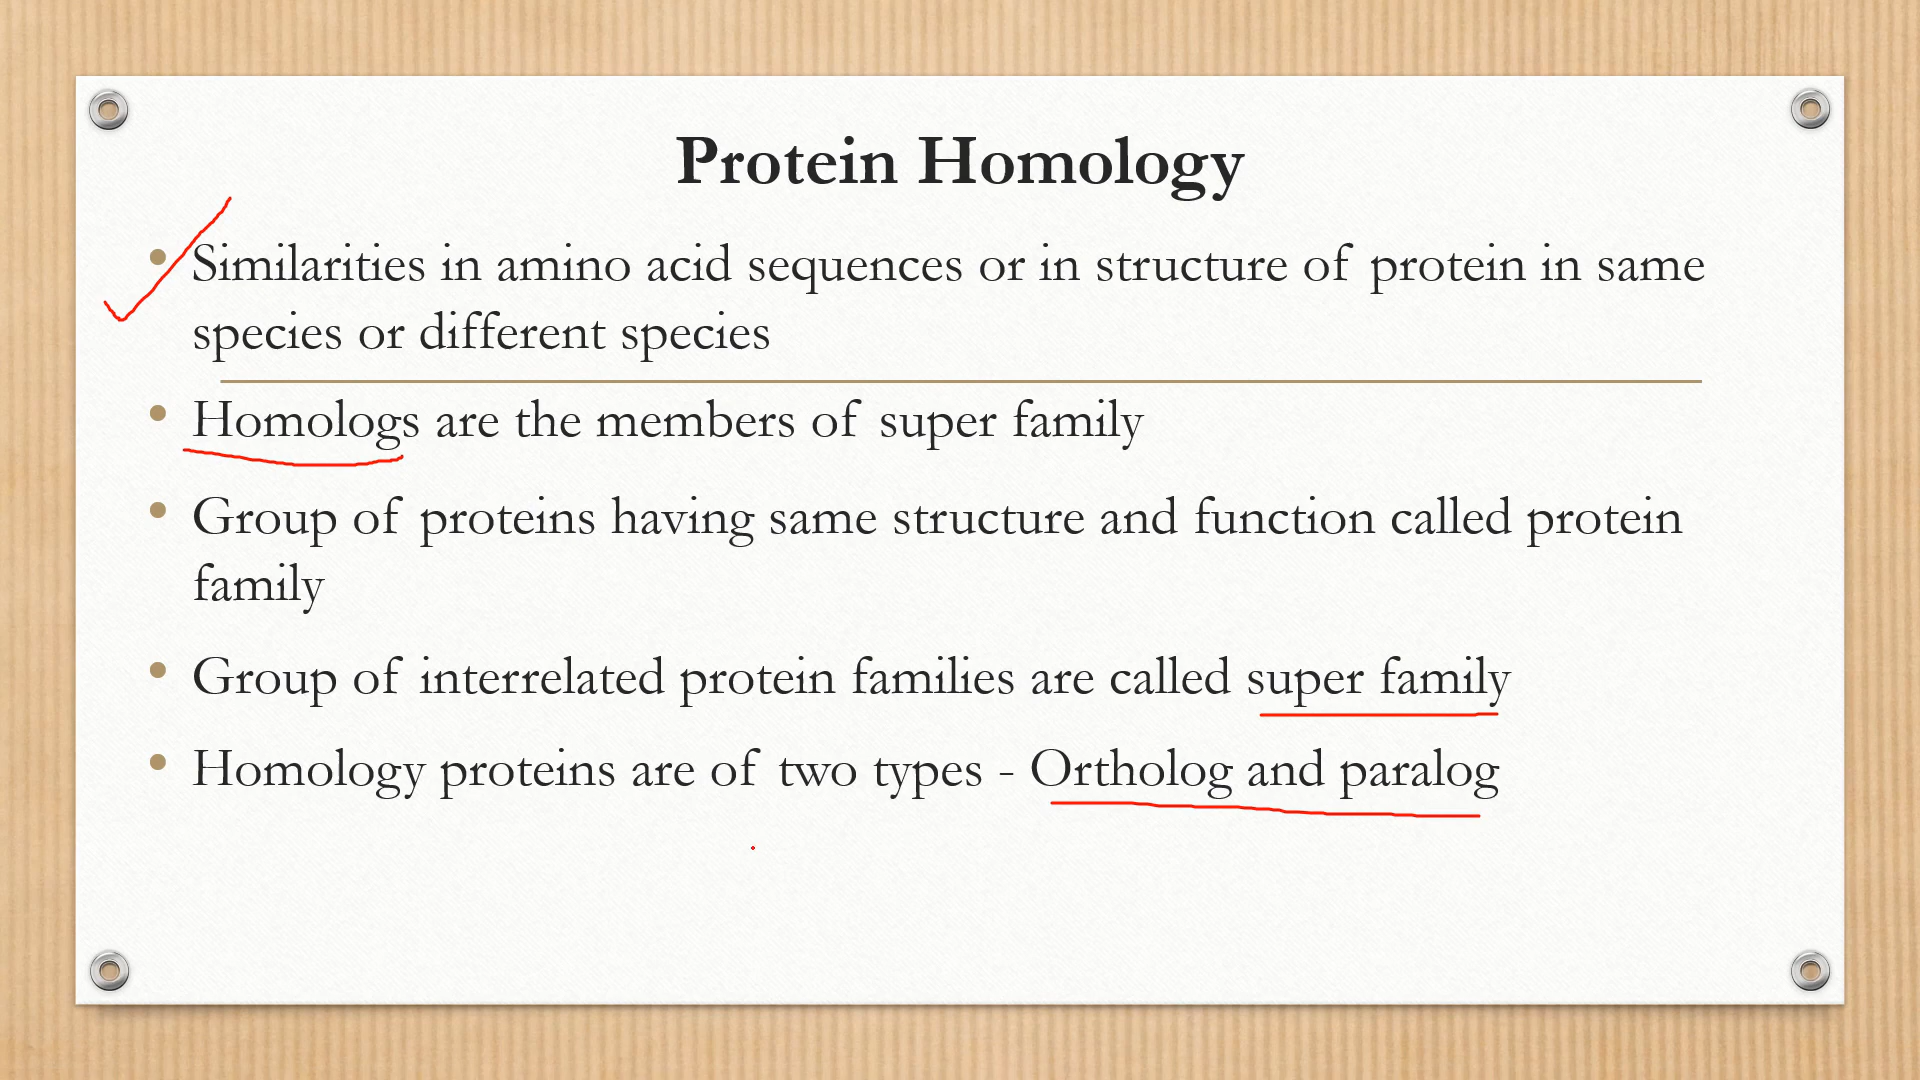 Protein Homology
Similarities in amino acid sequences or in structure of protein in same
species or different species
Homologs are the members of super family
Group of proteins having same structure and function called protein
family
Group of interrelated protein families are called super family
Homology proteins are of two types - Ortholog and paralog